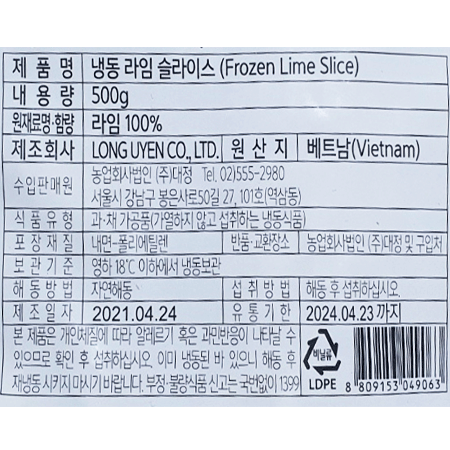 제 품 명 냉동 라임 슬라이스 (Frozen Lime Slice)
내 용 량 500g
원재료명·함량 라임 100%
제조회사 LONG UYEN CO., LTD. 원 산 지 베트남(Vietnam)
수입판매원 농업회사법인 (주)대정 Tel. 02)555-2980
서울시 강남구 봉은사로50길 27, 101호(역삼동)
식 품 유 형 과·채 가공품(가열하지 않고 섭취하는 냉동식품)
포 장 재 질 내면-폴리에틸렌 반품·교환장소 농업회사법인 (주)대정 및 구입처
보 관 기 준 영하 18℃ 이하에서 냉동보관
해 동 방 법 자연해동 섭 취 방 법 해동 후 섭취하십시오.
제 조 일 자 2021.04.24 유 통 기 한 2024.04.23 까지
본 제품은 개인체질에 따라 알레르기 혹은 과민반응이 나타날 수
있으므로 확인 후 섭취하십시오. 이미 냉동된 바 있으니 해동 후
재냉동 시키지 마시기 바랍니다. 부정·불량식품 신고는 국번없이 1399
비닐류
LDPE
8 809153 049063